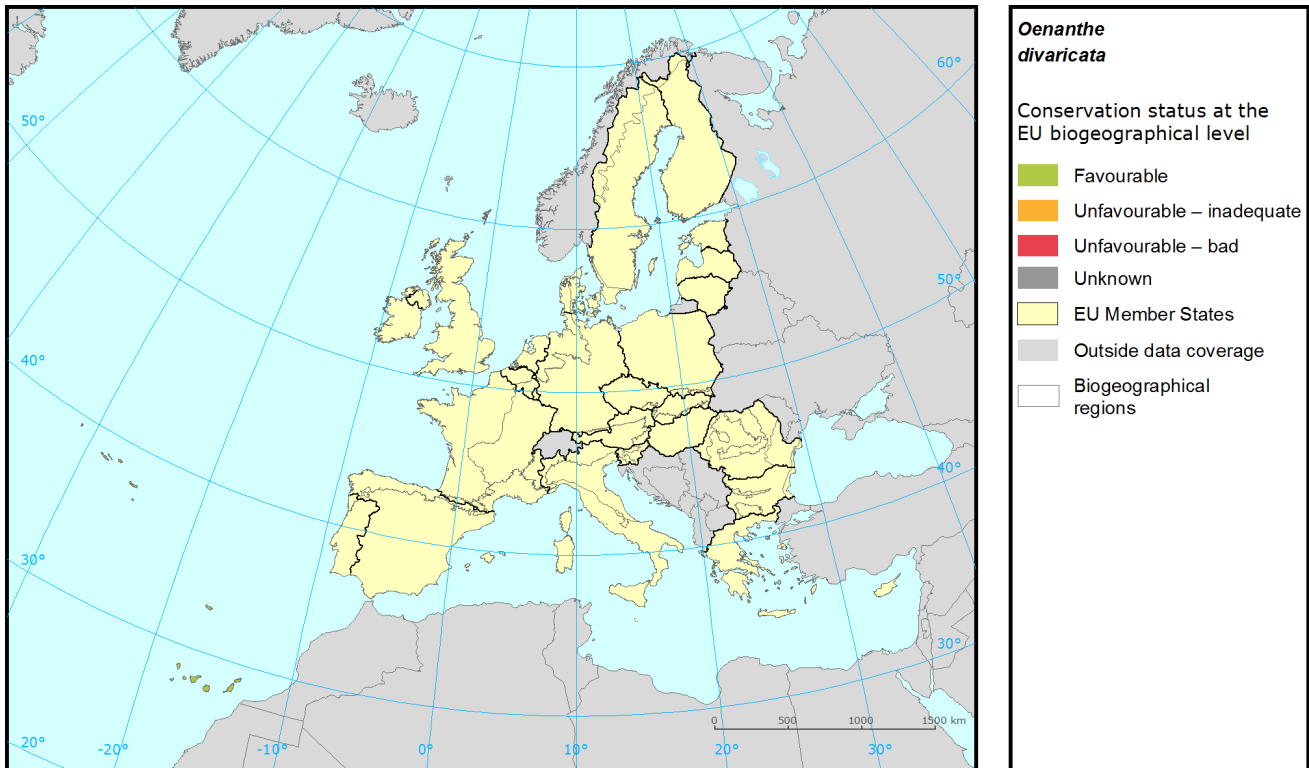 Oenanthe
divaricata
Conservation status at the
EU biogeographical level
Favourable
Unfavourable – inadequate
Unfavourable – bad
Unknown
EU Member States
Outside data coverage
Biogeographical
regions
60°
50°
50°
40°
40°
30°
30°
0 500 1000 1500 km
20° -20° -10° 0° 10° 20° 30°